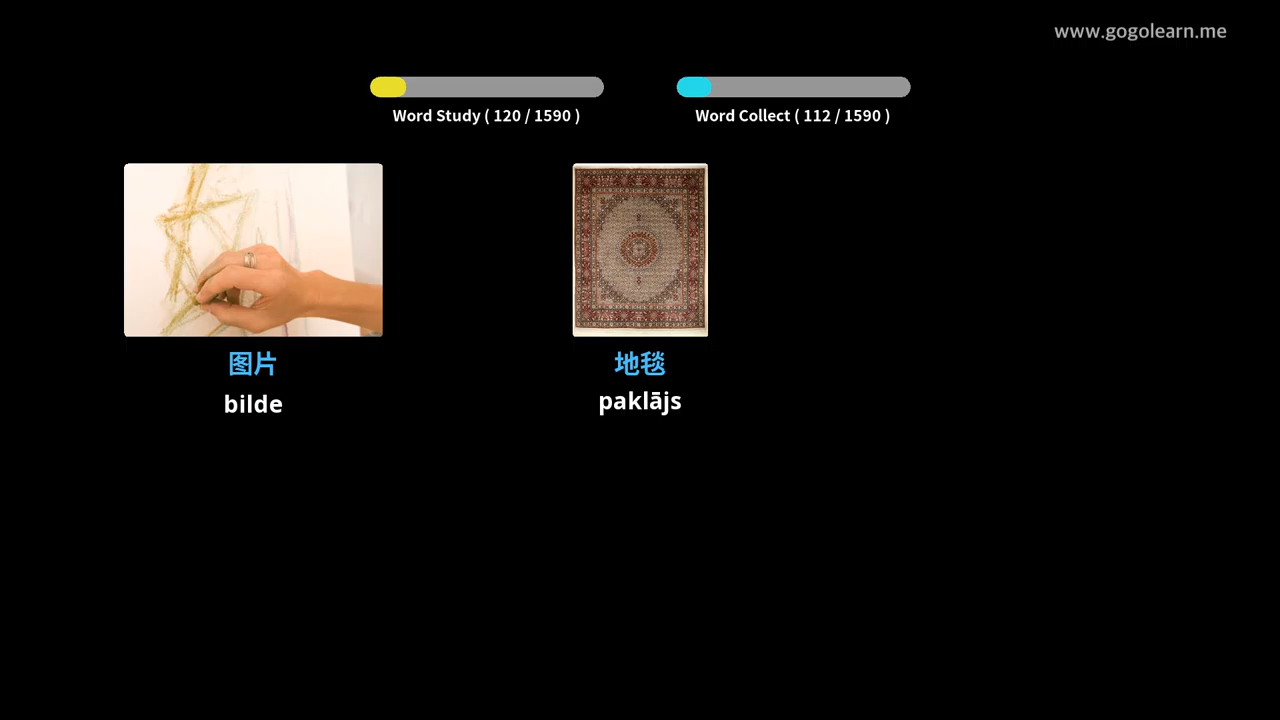 www.gogolearn.me
Word Study ( 120 / 1590 )
Word Collect ( 112 / 1590 )
图片
bilde
地毯
paklājs